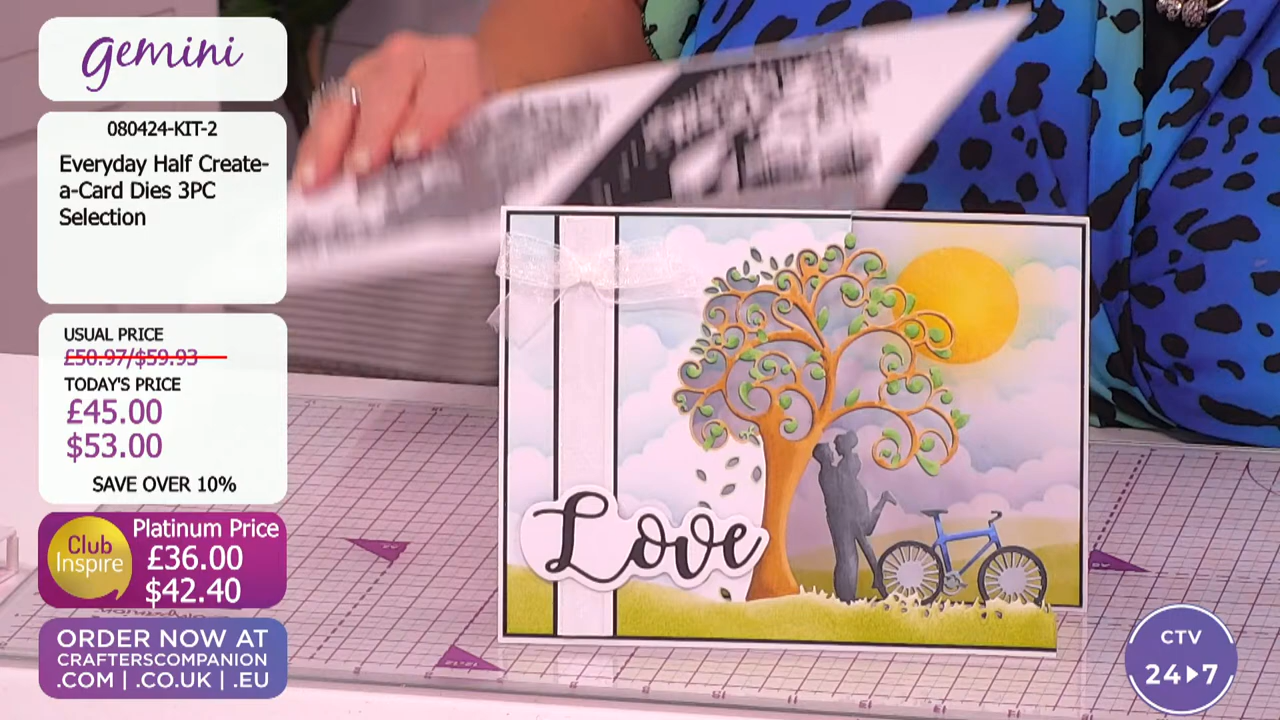 gemini
080424-KIT-2
Everyday Half Create-
a-Card Dies 3PC
Selection
USUAL PRICE
£50.97/$59.93
TODAY'S PRICE
£45.00
$53.00
SAVE OVER 10%
Club
Inspire
Platinum Price
£36.00
$42.40
ORDER NOW AT
CRAFTERSCOMPANION
.COM | .CO.UK | .EU
Love
CTV
24▶7